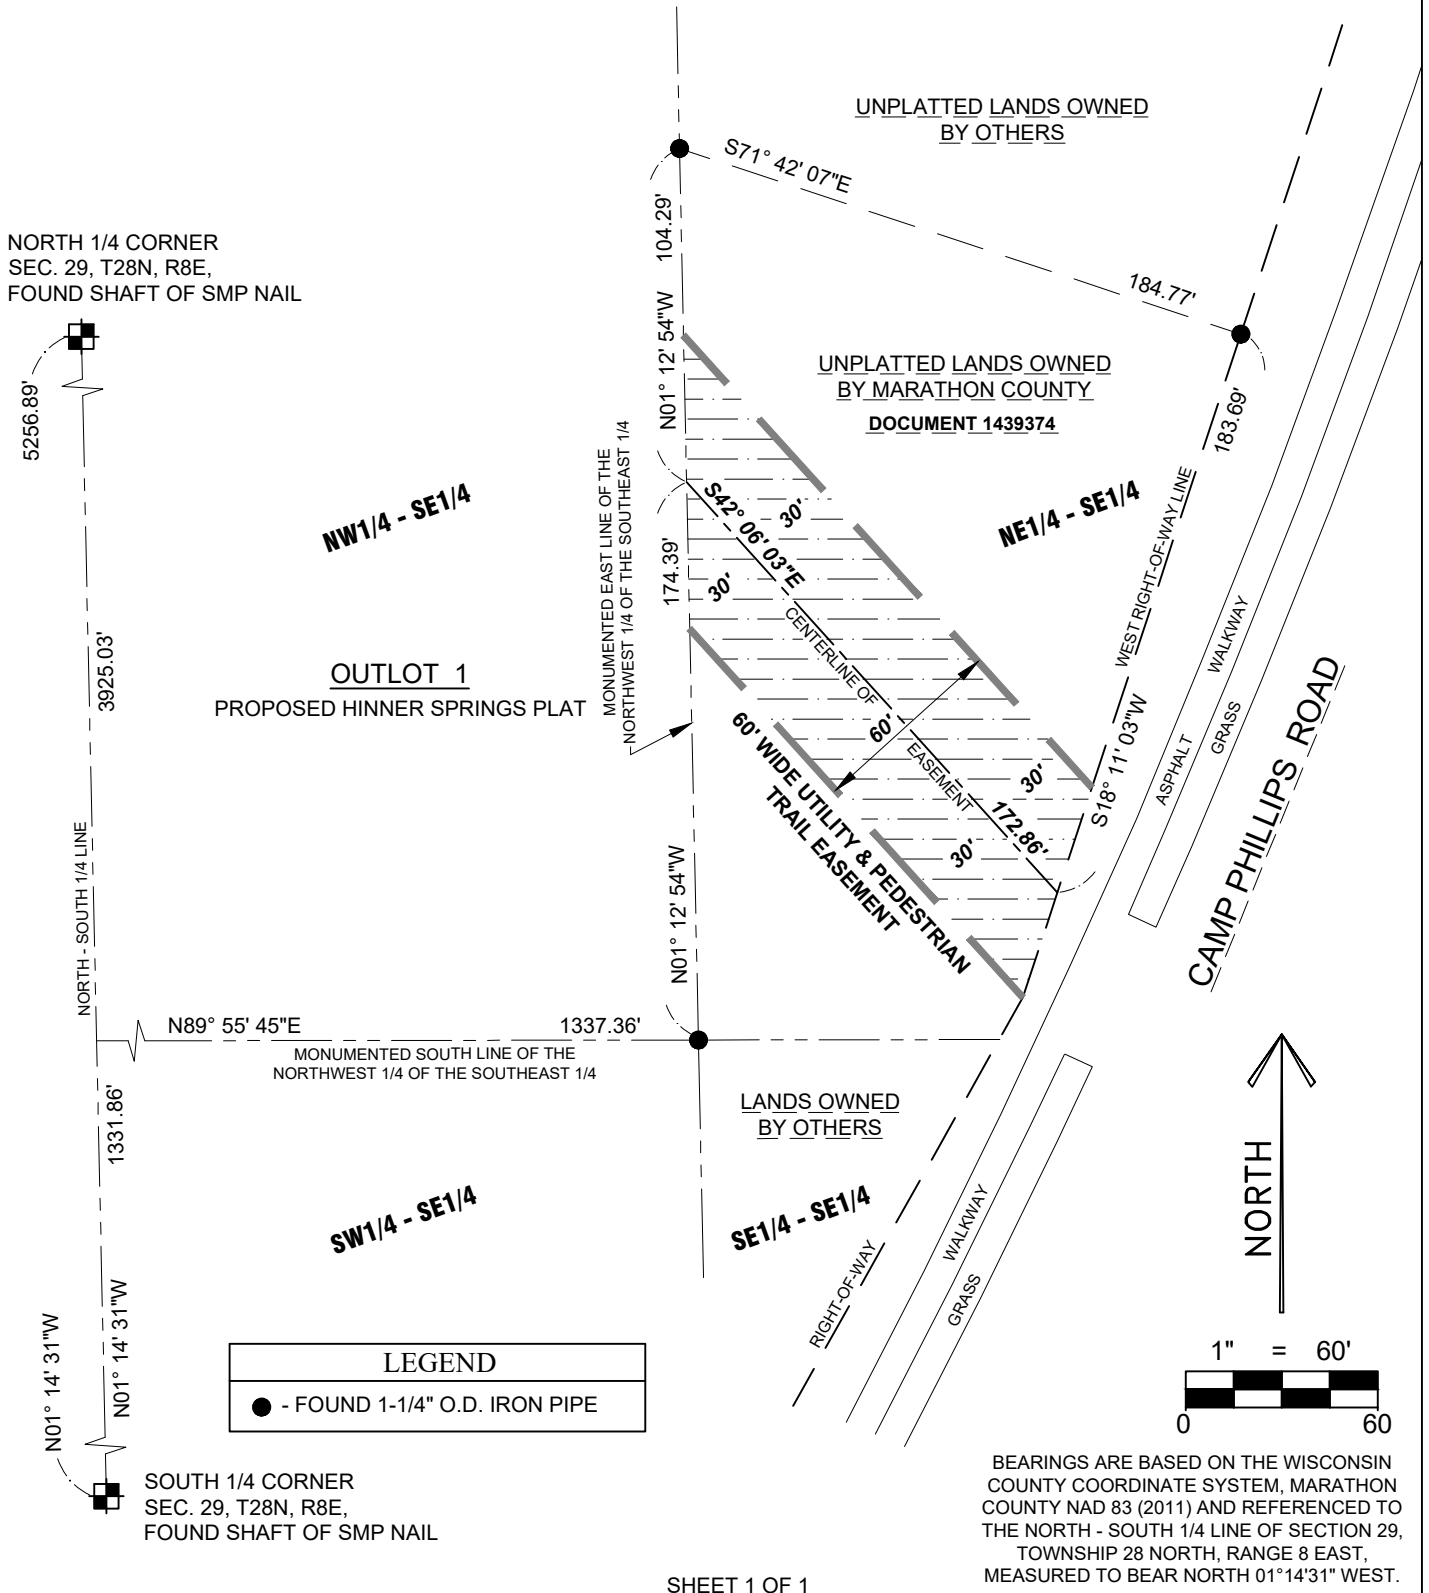 UNPLATTED LANDS OWNED
BY OTHERS
S71° 42' 07"E
184.77'
NORTH 1/4 CORNER
SEC. 29, T28N, R8E,
FOUND SHAFT OF SMP NAIL
5256.89'
104.29'
N01° 12' 54"W
UNPLATTED LANDS OWNED
BY MARATHON COUNTY
DOCUMENT 1439374
183.69'
NW1/4 - SE1/4
MONUMENTED EAST LINE OF THE
NORTHWEST 1/4 OF THE SOUTHEAST 1/4
174.39'
S42° 06' 03"E
30'
30'
NE1/4 - SE1/4
WEST RIGHT-OF-WAY LINE
CENTERLINE OF
EASEMENT
60'
30'
30'
172.86'
S18° 11' 03"W
60' WIDE UTILITY & PEDESTRIAN
TRAIL EASEMENT
WALKWAY
ASPHALT
GRASS
CAMP PHILLIPS ROAD
3925.03'
OUTLOT 1
PROPOSED HINNER SPRINGS PLAT
NORTH - SOUTH 1/4 LINE
N01° 12' 54"W
N89° 55' 45"E
1337.36'
MONUMENTED SOUTH LINE OF THE
NORTHWEST 1/4 OF THE SOUTHEAST 1/4
1331.86'
LANDS OWNED
BY OTHERS
SW1/4 - SE1/4
SE1/4 - SE1/4
RIGHT-OF-WAY
WALKWAY
GRASS
NORTH
N01° 14' 31"W
N01° 14' 31"W
LEGEND
- FOUND 1-1/4" O.D. IRON PIPE
1" = 60'
0 60
SOUTH 1/4 CORNER
SEC. 29, T28N, R8E,
FOUND SHAFT OF SMP NAIL
BEARINGS ARE BASED ON THE WISCONSIN
COUNTY COORDINATE SYSTEM, MARATHON
COUNTY NAD 83 (2011) AND REFERENCED TO
THE NORTH - SOUTH 1/4 LINE OF SECTION 29,
TOWNSHIP 28 NORTH, RANGE 8 EAST,
MEASURED TO BEAR NORTH 01°14'31" WEST.
SHEET 1 OF 1